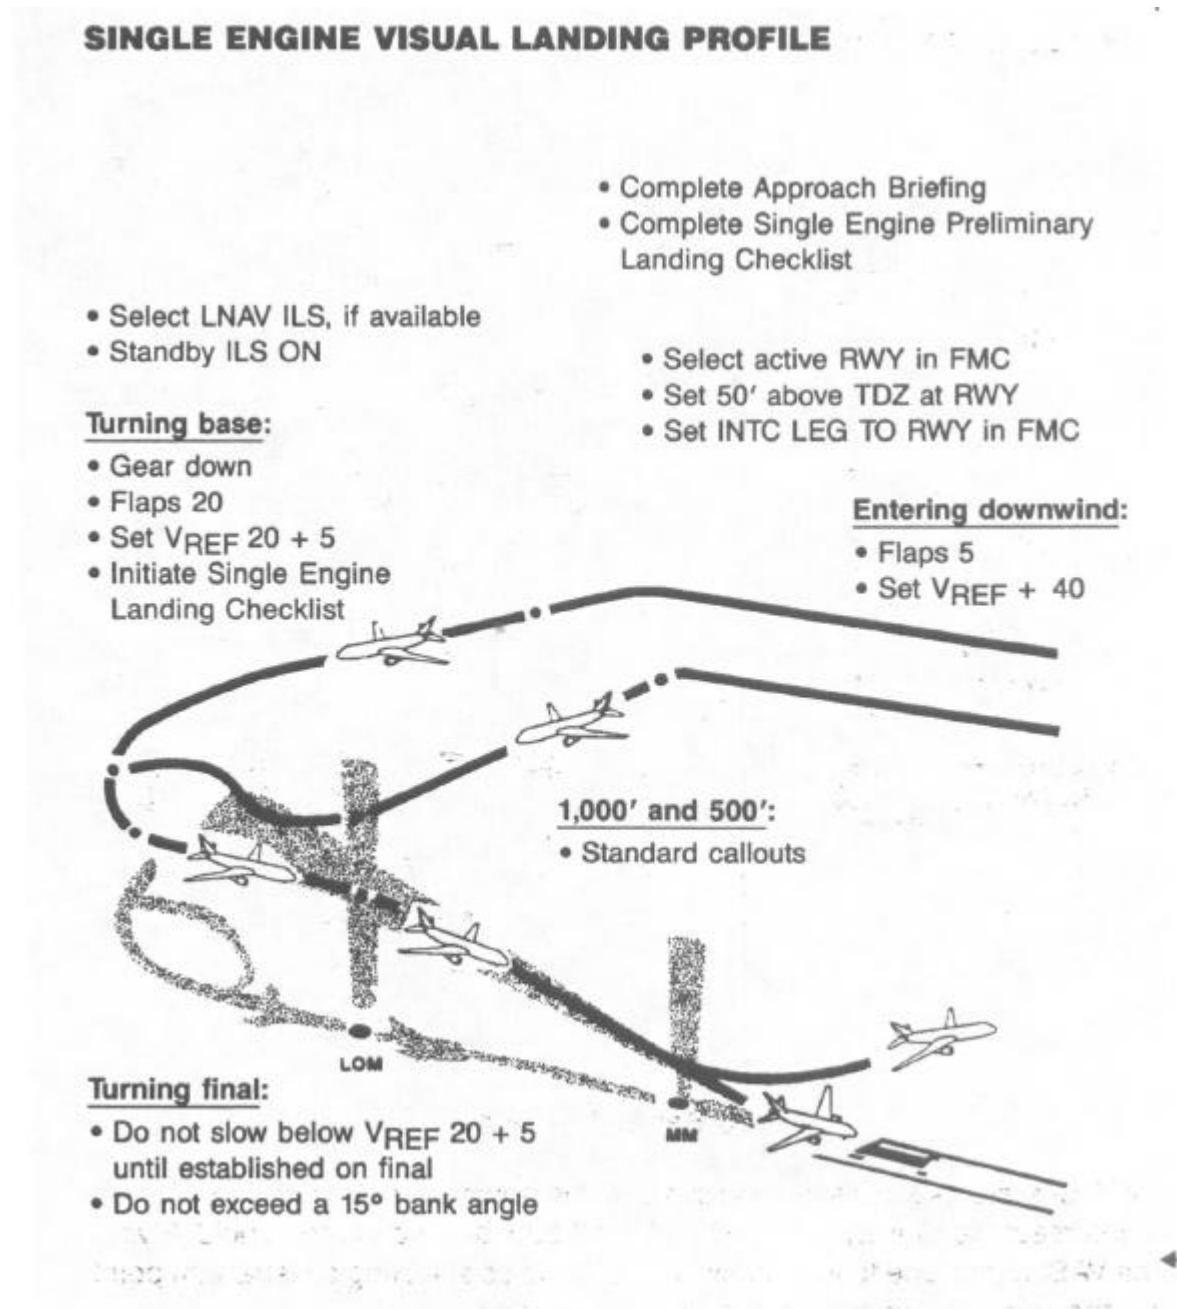 SINGLE ENGINE VISUAL LANDING PROFILE
• Complete Approach Briefing
• Complete Single Engine Preliminary
Landing Checklist
• Select LNAV ILS, if available
• Standby ILS ON
• Select active RWY in FMC
• Set 50' above TDZ at RWY
• Set INTC LEG TO RWY in FMC
Turning base:
• Gear down
• Flaps 20
• Set VREF 20 + 5
• Initiate Single Engine
Landing Checklist
Entering downwind:
• Flaps 5
• Set VREF + 40
1,000' and 500':
• Standard callouts
LOM
MM
Turning final:
• Do not slow below VREF 20 + 5
until established on final
• Do not exceed a 15° bank angle